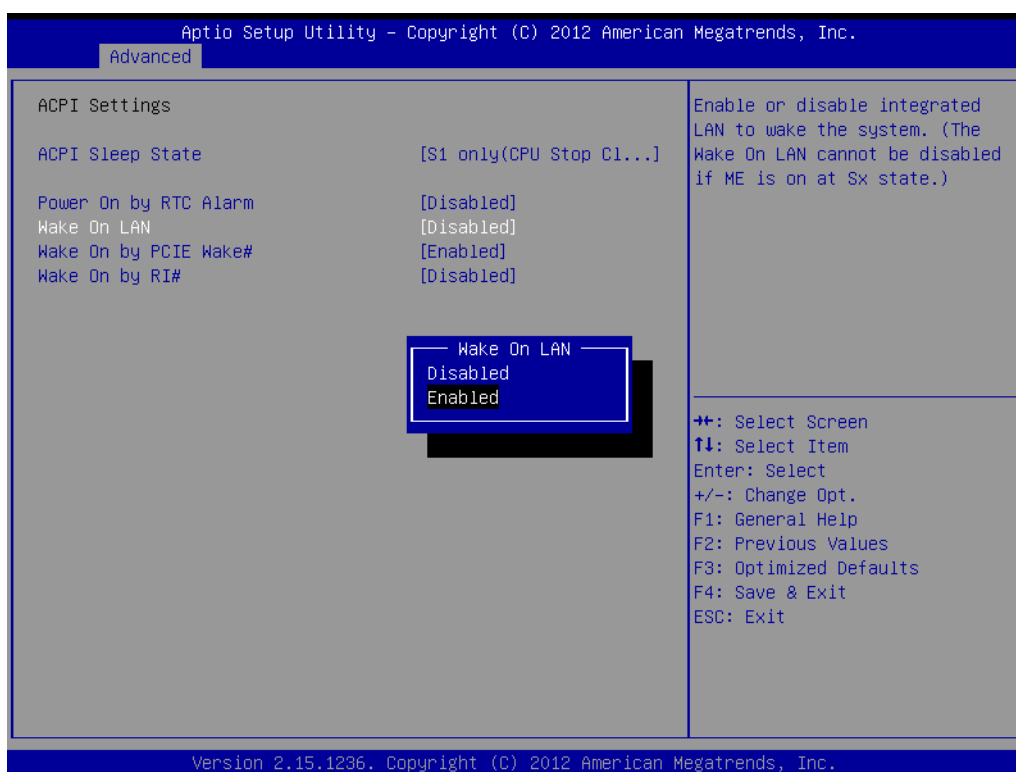 Aptio Setup Utility – Copyright (C) 2012 American Megatrends, Inc.
Advanced
ACPI Settings
ACPI Sleep State [S1 only(CPU Stop Cl...]
Power On by RTC Alarm [Disabled]
Wake On LAN [Disabled]
Wake On by PCIE Wake# [Enabled]
Wake On by RI# [Disabled]
Wake On LAN
Disabled
Enabled
Enable or disable integrated
LAN to wake the system. (The
Wake On LAN cannot be disabled
if ME is on at Sx state.)
→←: Select Screen
↑↓: Select Item
Enter: Select
+/-: Change Opt.
F1: General Help
F2: Previous Values
F3: Optimized Defaults
F4: Save & Exit
ESC: Exit
Version 2.15.1236. Copyright (C) 2012 American Megatrends, Inc.